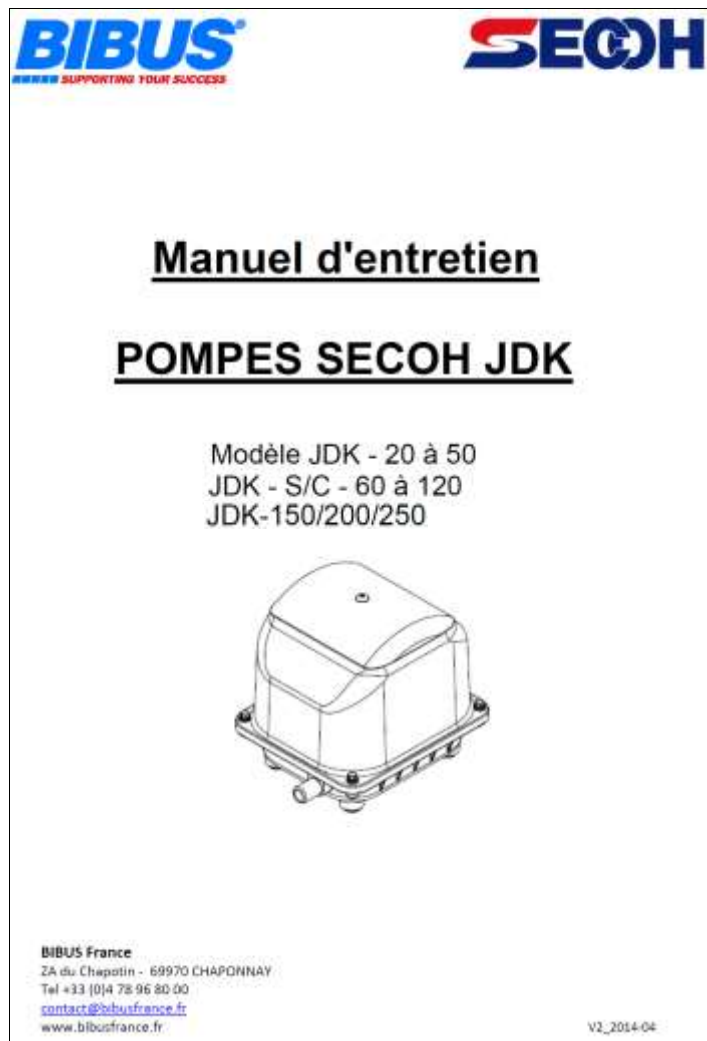 BIBUS®
SUPPORTING YOUR SUCCESS
SECOH
Manuel d'entretien
POMPES SECOH JDK
Modèle JDK - 20 à 50
JDK - S/C - 60 à 120
JDK-150/200/250
BIBUS France
ZA du Chapotin - 69970 CHAPONNAY
Tel +33 (0)4 78 96 80 00
contact@bibusfrance.fr
www.bibusfrance.fr
V2_2014-04